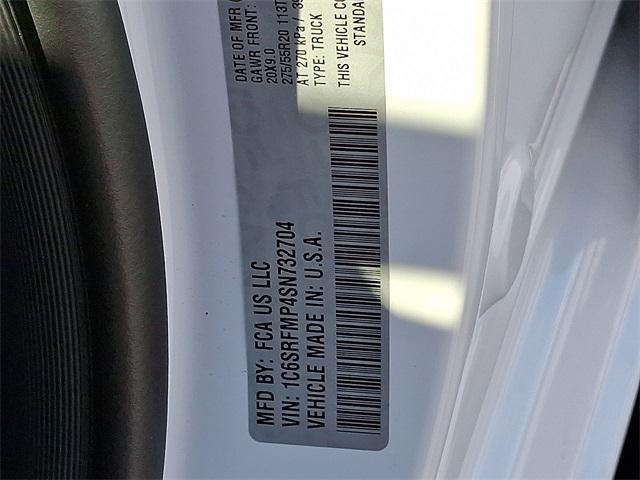 MFD BY: FCA US LLC
VIN: 1C6SRFMP4SN732704
VEHICLE MADE IN: U.S.A.
DATE OF MFR
GAWR FRONT:
20X9.0
275/55R20 113T
AT 270 kPa /
TYPE: TRUCK
THIS VEHICLE